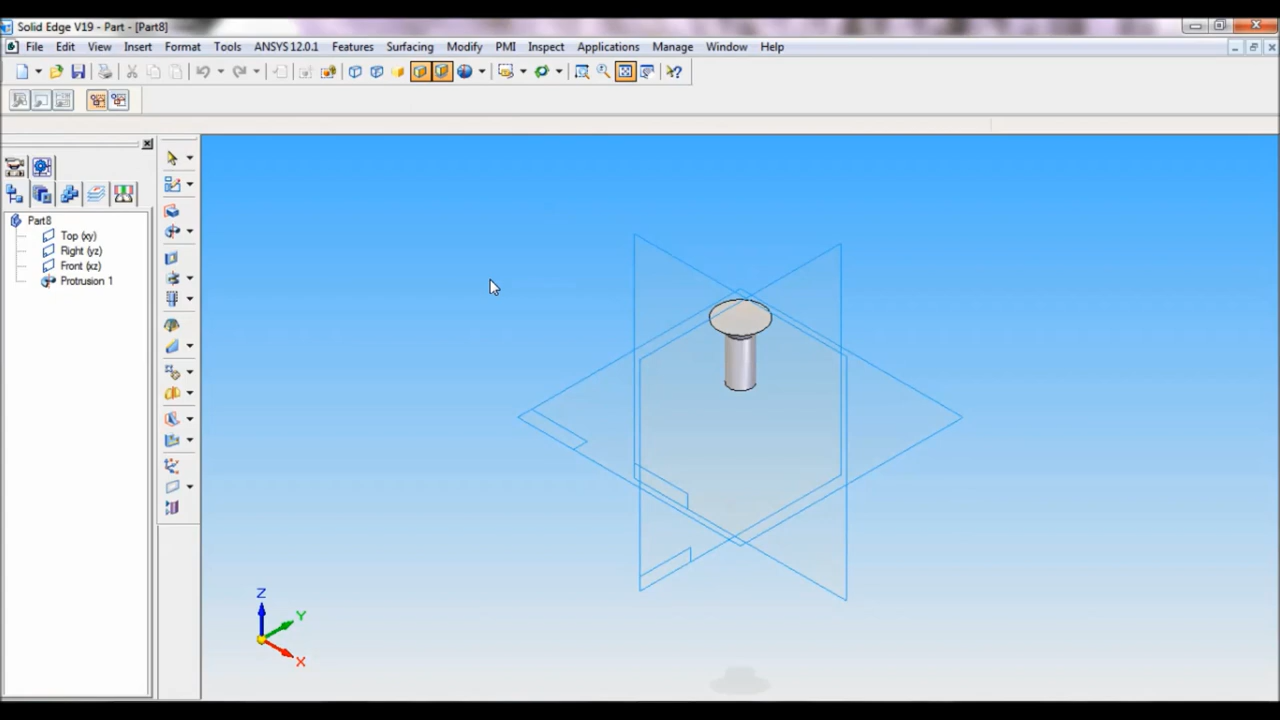 Solid Edge V19 - Part - [Part8]
File Edit View Insert Format Tools ANSYS 12.0.1 Features Surfacing Modify PMI Inspect Applications Manage Window Help
Part8
Top (xy)
Right (yz)
Front (xz)
Protrusion 1
Z
Y
X